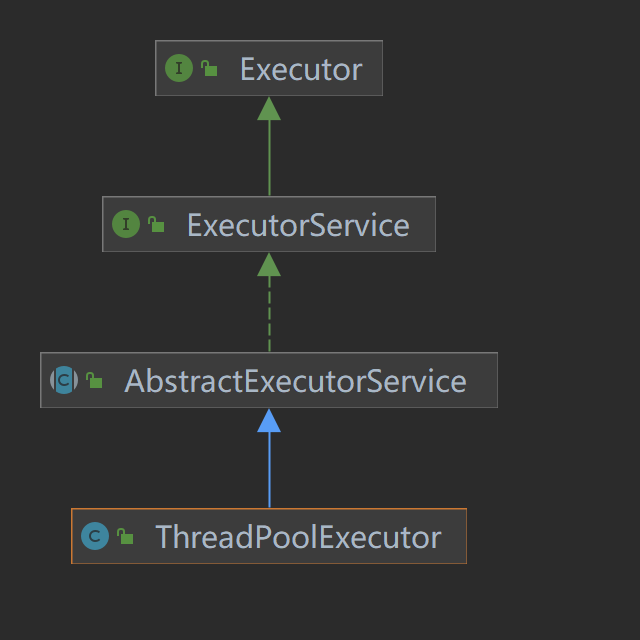 I Executor
I ExecutorService
C AbstractExecutorService
C ThreadPoolExecutor